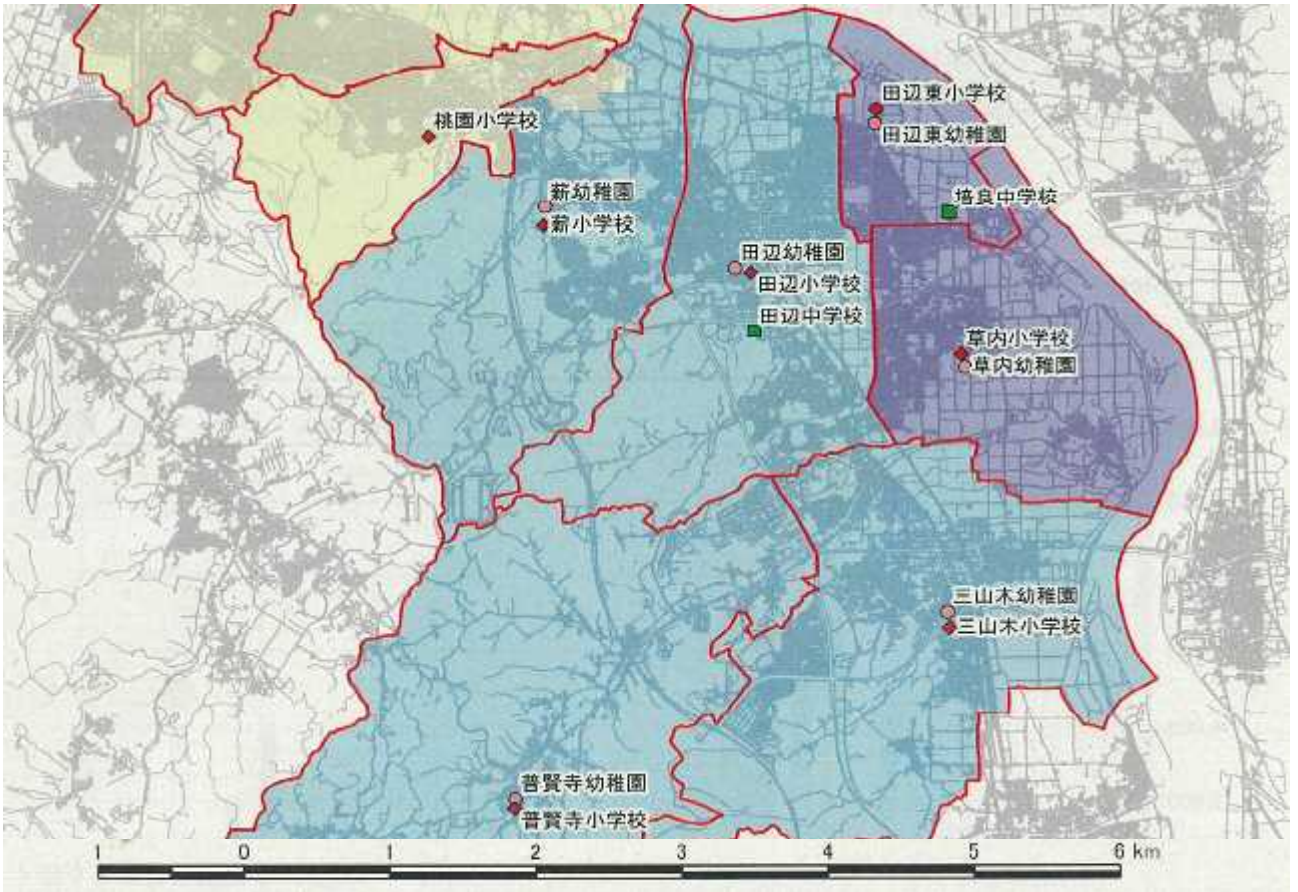 田辺東小学校
桃園小学校
田辺東幼稚園
薪幼稚園
培良中学校
薪小学校
田辺幼稚園
田辺小学校
田辺中学校
草内小学校
草内幼稚園
三山木幼稚園
三山木小学校
普賢寺幼稚園
普賢寺小学校
1 0 1 2 3 4 5 6 km